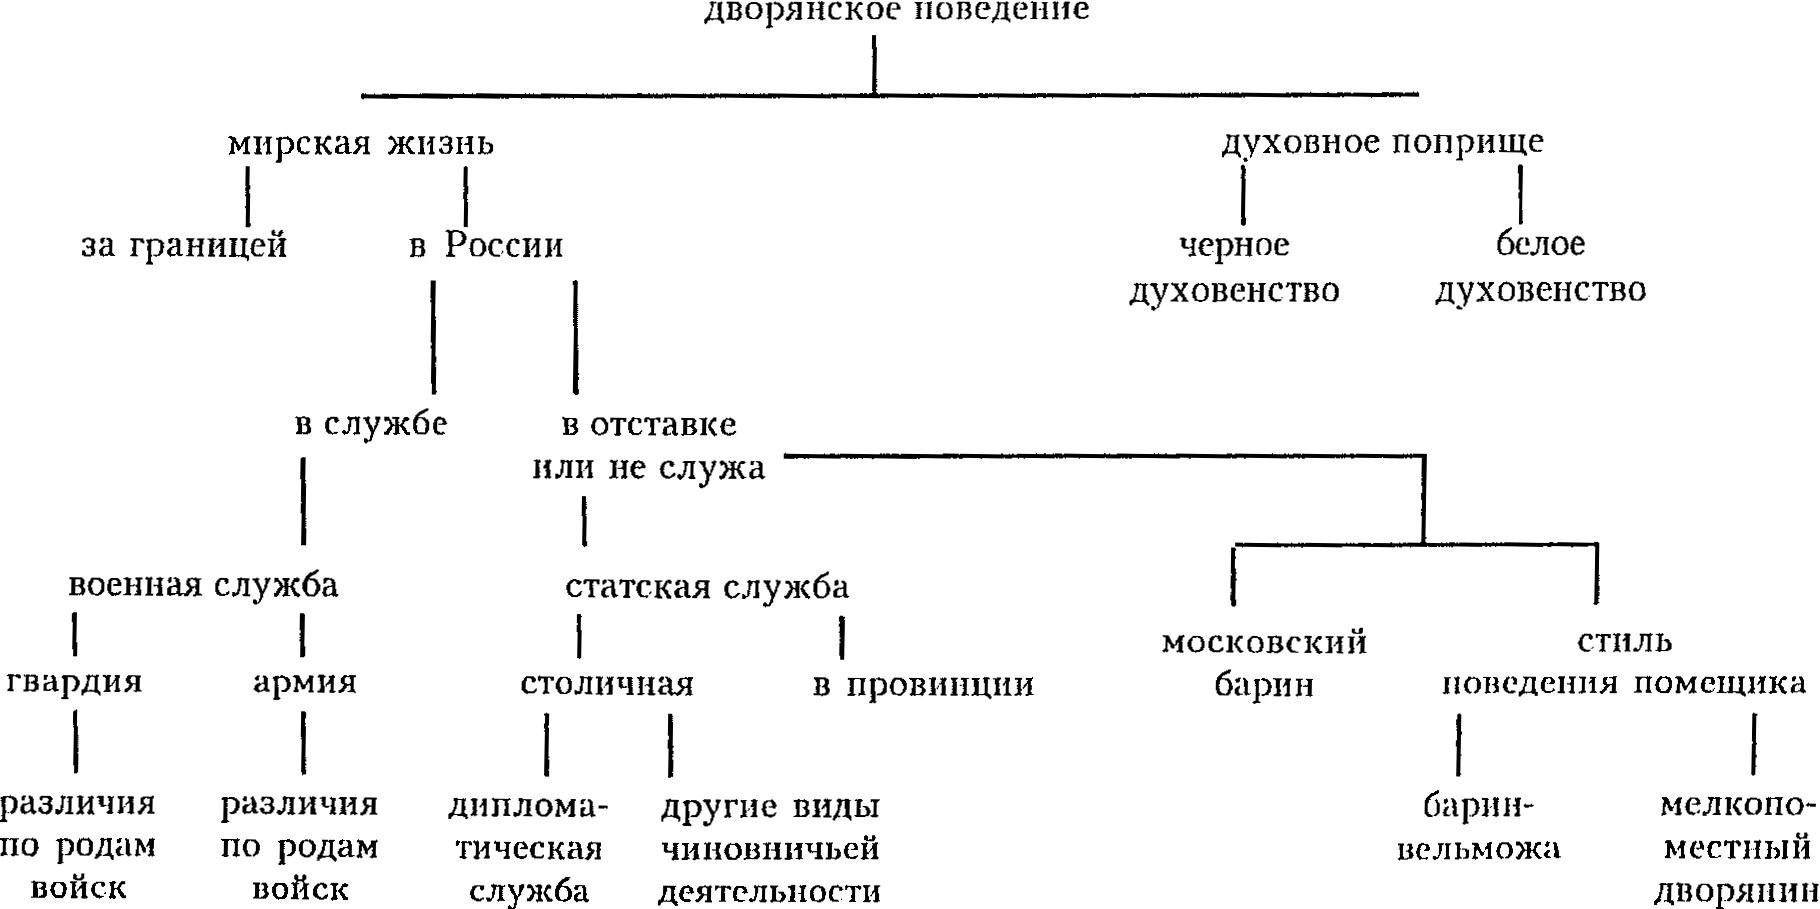 дворянское поведение
мирская жизнь
духовное поприще
за границей
в России
черное
духовенство
белое
духовенство
в службе
в отставке
или не служа
военная служба
статская служба
московский
барин
стиль
поведения помещика
гвардия
армия
столичная
в провинции
различия
по родам
войск
различия
по родам
войск
диплома-
тическая
служба
другие виды
чиновничьей
деятельности
барин-
вельможа
мелкопо-
местный
дворянин